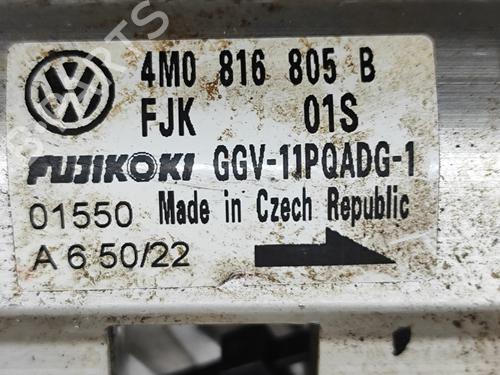 4M0 816 805 B
FJK 01S
FUJIKOKI GGV-11PQADG-1
01550 Made in Czech Republic
A 6 50/22